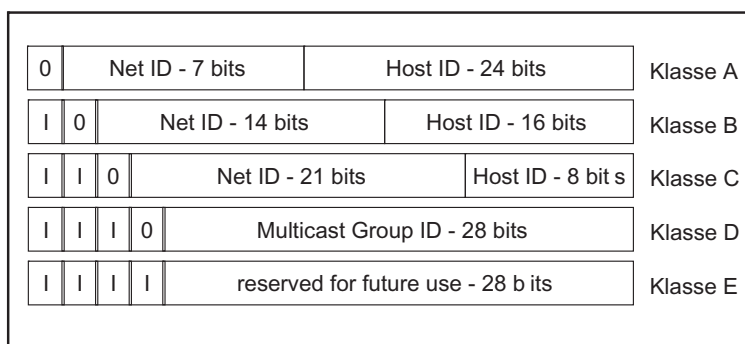 0 Net ID - 7 bits Host ID - 24 bits Klasse A
I 0 Net ID - 14 bits Host ID - 16 bits Klasse B
I I 0 Net ID - 21 bits Host ID - 8 bit s Klasse C
I I I 0 Multicast Group ID - 28 bits Klasse D
I I I I reserved for future use - 28 b its Klasse E